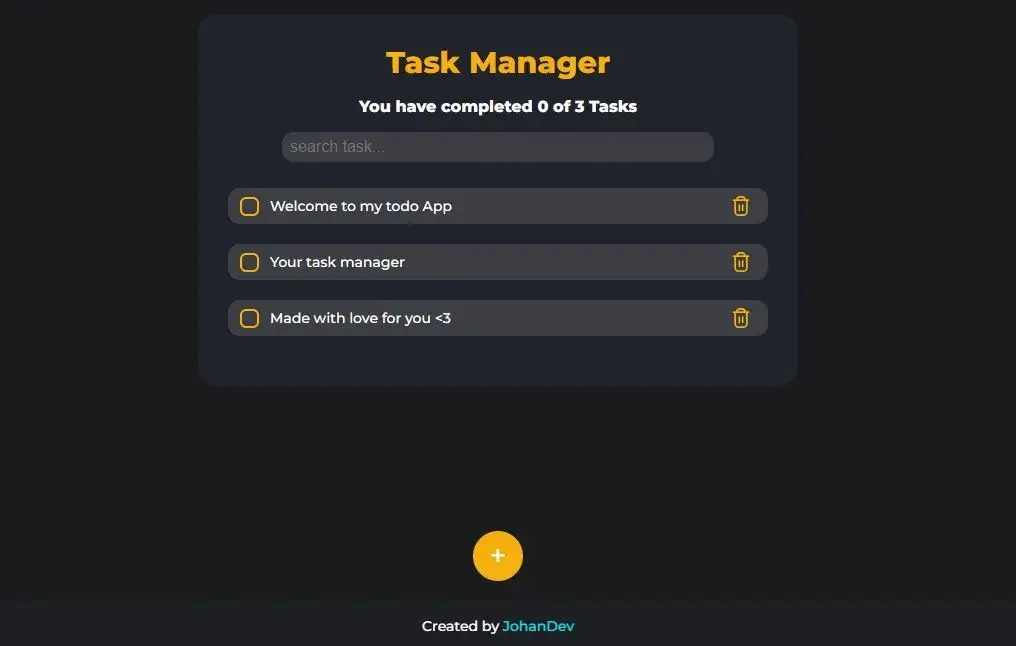 Task Manager
You have completed 0 of 3 Tasks
search task...
Welcome to my todo App
Your task manager
Made with love for you <3
+
Created by JohanDev